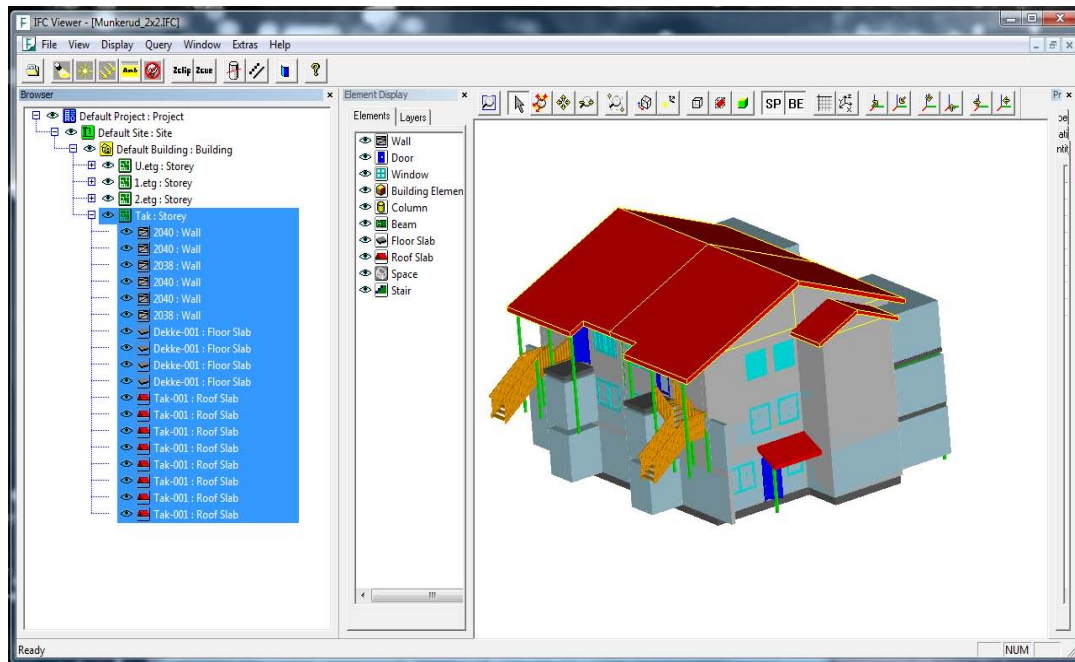 IFC Viewer - [Munkerud_2x2.IFC]
File View Display Query Window Extras Help
Amb Zclip Zcue
Browser
Default Project : Project
Default Site : Site
Default Building : Building
U.etg : Storey
1.etg : Storey
2.etg : Storey
Tak : Storey
2040 : Wall
2040 : Wall
2038 : Wall
2040 : Wall
2040 : Wall
2038 : Wall
Dekke-001 : Floor Slab
Dekke-001 : Floor Slab
Dekke-001 : Floor Slab
Dekke-001 : Floor Slab
Tak-001 : Roof Slab
Tak-001 : Roof Slab
Tak-001 : Roof Slab
Tak-001 : Roof Slab
Tak-001 : Roof Slab
Tak-001 : Roof Slab
Tak-001 : Roof Slab
Tak-001 : Roof Slab
Element Display
Elements Layers
Wall
Door
Window
Building Elemen
Column
Beam
Floor Slab
Roof Slab
Space
Stair
SP BE
Pr
Ready
NUM